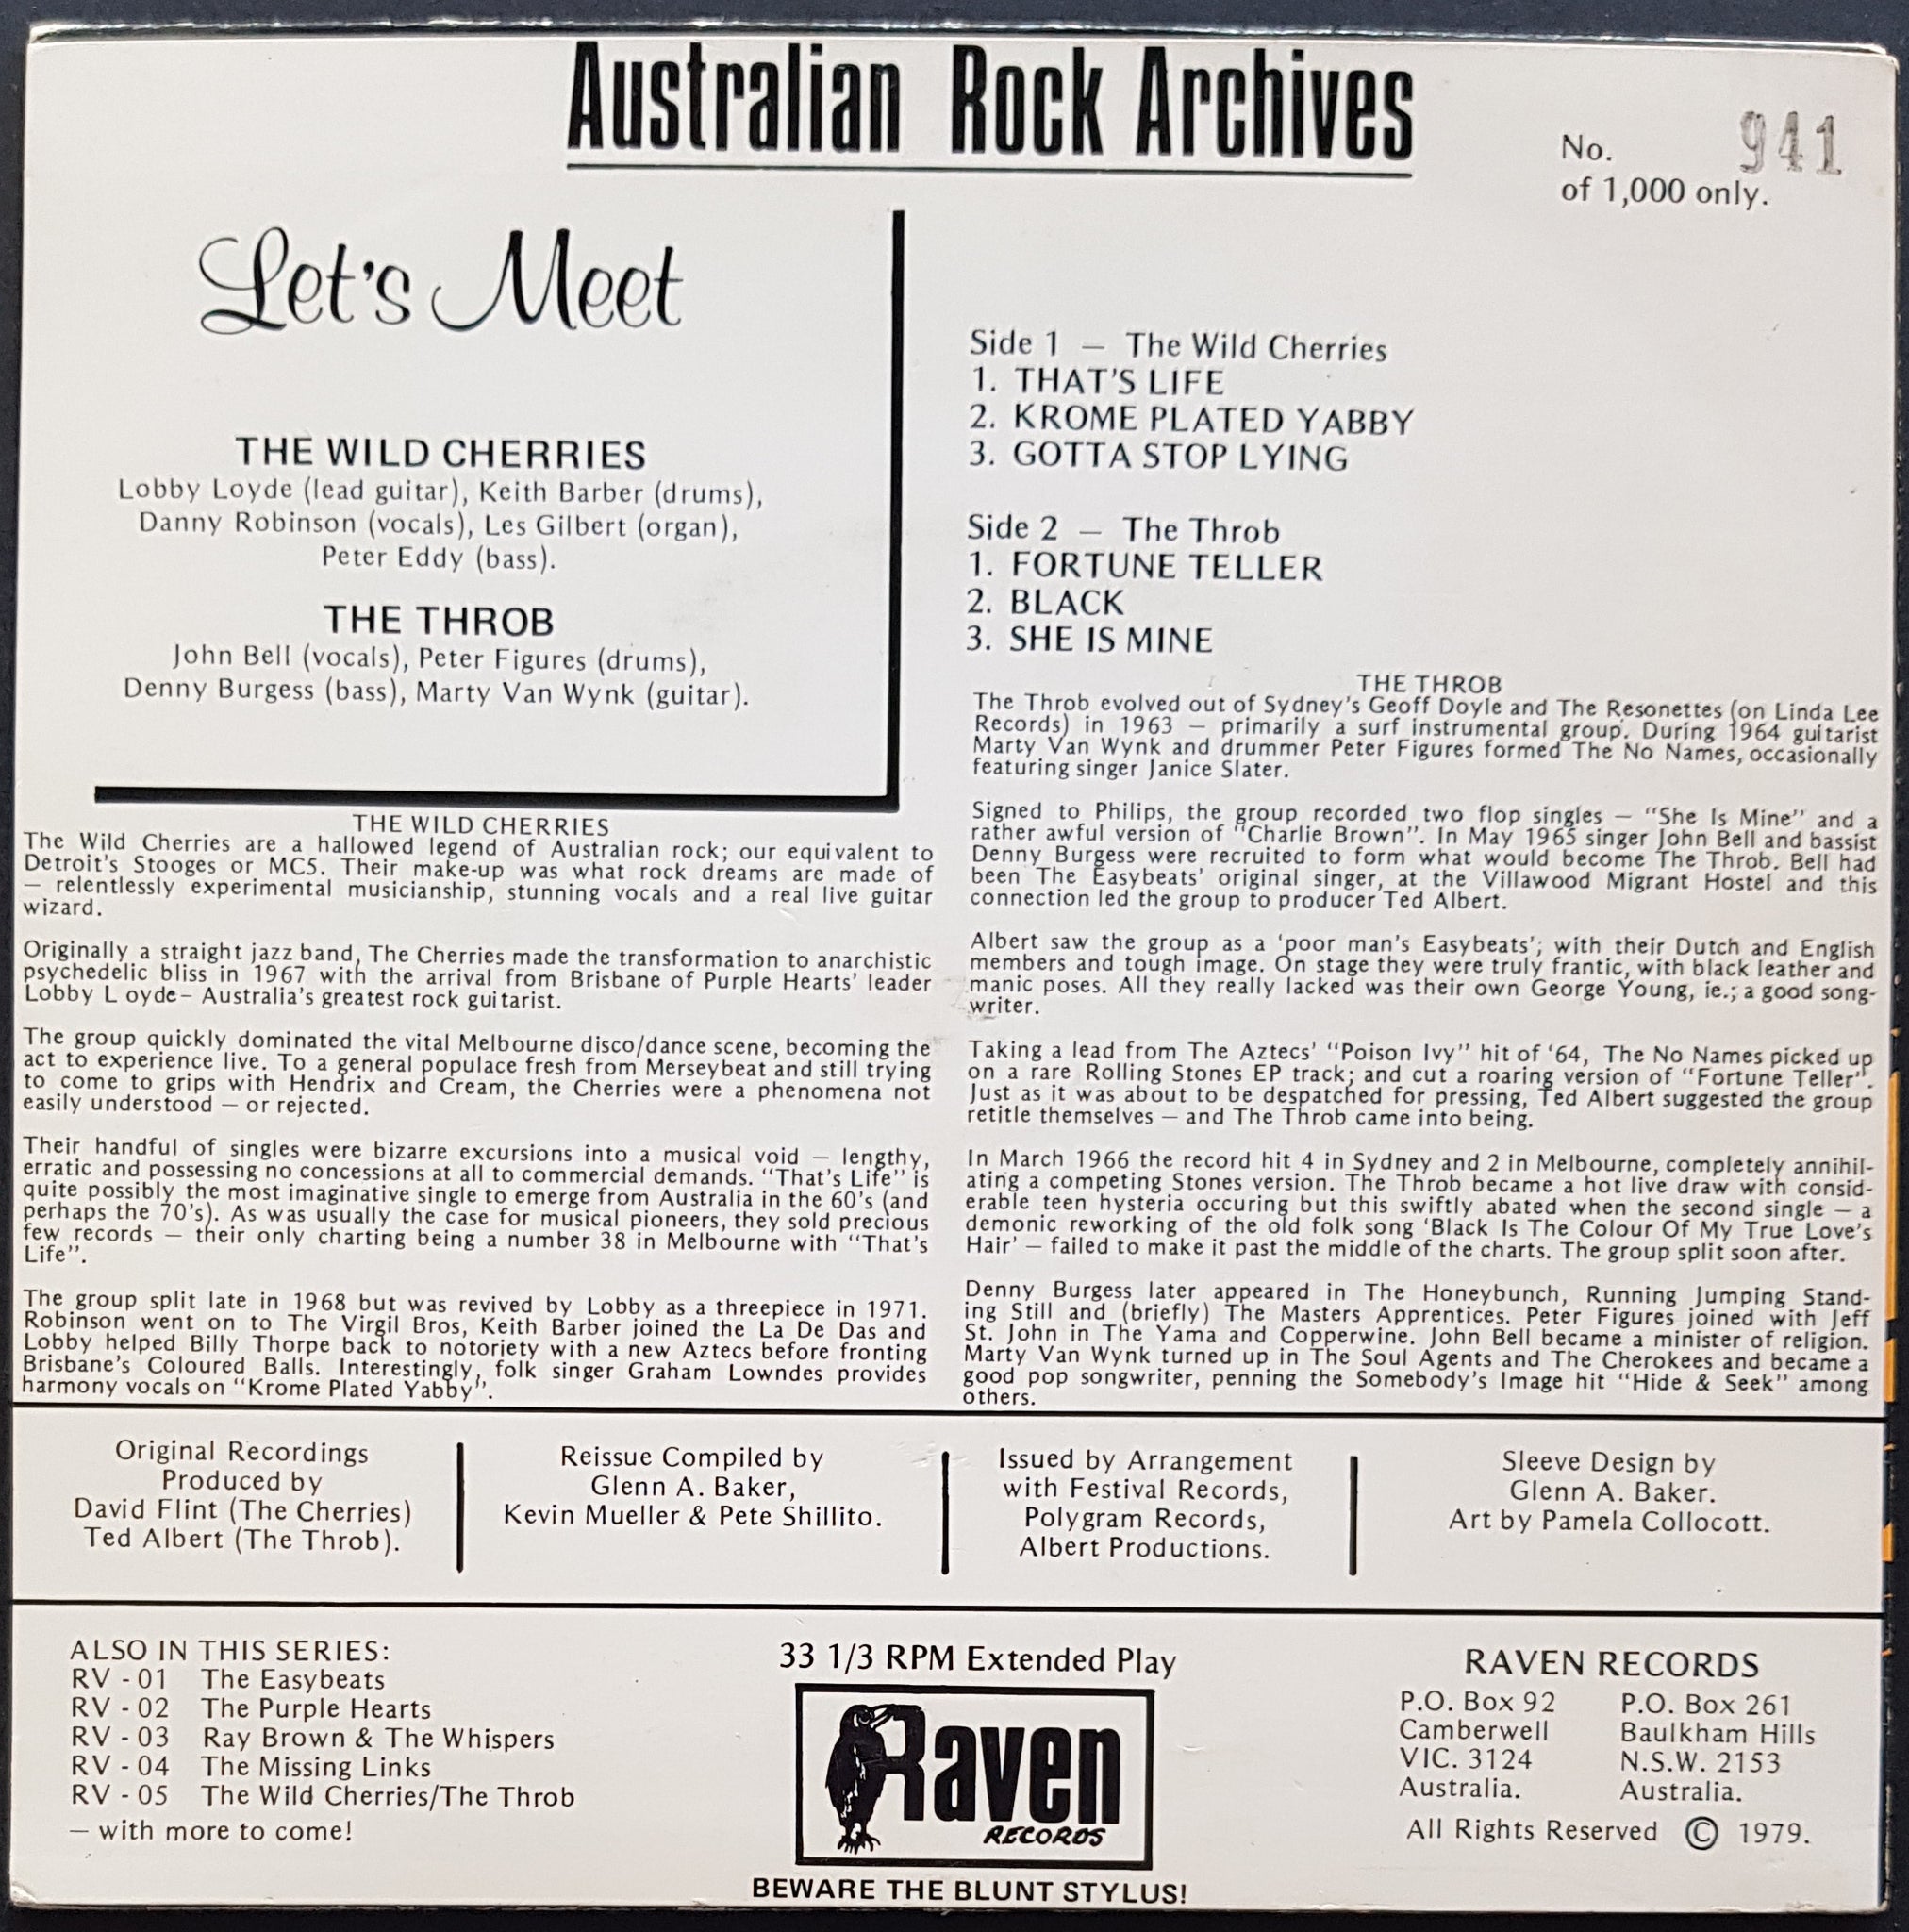 Australian Rock Archives
No. 941
of 1,000 only.
Let's Meet
THE WILD CHERRIES
Lobby Loyde (lead guitar), Keith Barber (drums),
Danny Robinson (vocals), Les Gilbert (organ),
Peter Eddy (bass).
THE THROB
John Bell (vocals), Peter Figures (drums),
Denny Burgess (bass), Marty Van Wynk (guitar).
Side 1 — The Wild Cherries
1. THAT'S LIFE
2. KROME PLATED YABBY
3. GOTTA STOP LYING
Side 2 — The Throb
1. FORTUNE TELLER
2. BLACK
3. SHE IS MINE
THE WILD CHERRIES
The Wild Cherries are a hallowed legend of Australian rock; our equivalent to
Detroit's Stooges or MC5. Their make-up was what rock dreams are made of
— relentlessly experimental musicianship, stunning vocals and a real live guitar
wizard.
Originally a straight jazz band, The Cherries made the transformation to anarchistic
psychedelic bliss in 1967 with the arrival from Brisbane of Purple Hearts' leader
Lobby L oyde— Australia's greatest rock guitarist.
The group quickly dominated the vital Melbourne disco/dance scene, becoming the
act to experience live. To a general populace fresh from Merseybeat and still trying
to come to grips with Hendrix and Cream, the Cherries were a phenomena not
easily understood — or rejected.
Their handful of singles were bizarre excursions into a musical void — lengthy,
erratic and possessing no concessions at all to commercial demands. "That's Life" is
quite possibly the most imaginative single to emerge from Australia in the 60's (and
perhaps the 70's). As was usually the case for musical pioneers, they sold precious
few records — their only charting being a number 38 in Melbourne with "That's
Life".
The group split late in 1968 but was revived by Lobby as a threepiece in 1971.
Robinson went on to The Virgil Bros, Keith Barber joined the La De Das and
Lobby helped Billy Thorpe back to notoriety with a new Aztecs before fronting
Brisbane's Coloured Balls. Interestingly, folk singer Graham Lowndes provides
harmony vocals on "Krome Plated Yabby".
THE THROB
The Throb evolved out of Sydney's Geoff Doyle and The Resonettes (on Linda Lee
Records) in 1963 — primarily a surf instrumental group. During 1964 guitarist
Marty Van Wynk and drummer Peter Figures formed The No Names, occasionally
featuring singer Janice Slater.
Signed to Philips, the group recorded two flop singles — "She Is Mine" and a
rather awful version of "Charlie Brown". In May 1965 singer John Bell and bassist
Denny Burgess were recruited to form what would become The Throb. Bell had
been The Easybeats' original singer, at the Villawood Migrant Hostel and this
connection led the group to producer Ted Albert.
Albert saw the group as a 'poor man's Easybeats'; with their Dutch and English
members and tough image. On stage they were truly frantic, with black leather and
manic poses. All they really lacked was their own George Young, ie.; a good song-
writer.
Taking a lead from The Aztecs' "Poison Ivy" hit of '64, The No Names picked up
on a rare Rolling Stones EP track; and cut a roaring version of "Fortune Teller".
Just as it was about to be despatched for pressing, Ted Albert suggested the group
retitle themselves — and The Throb came into being.
In March 1966 the record hit 4 in Sydney and 2 in Melbourne, completely annihil-
ating a competing Stones version. The Throb became a hot live draw with consid-
erable teen hysteria occuring but this swiftly abated when the second single — a
demonic reworking of the old folk song 'Black Is The Colour Of My True Love's
Hair' — failed to make it past the middle of the charts. The group split soon after.
Denny Burgess later appeared in The Honeybunch, Running Jumping Stand-
ing Still and (briefly) The Masters Apprentices. Peter Figures joined with Jeff
St. John in The Yama and Copperwine. John Bell became a minister of religion.
Marty Van Wynk turned up in The Soul Agents and The Cherokees and became a
good pop songwriter, penning the Somebody's Image hit "Hide & Seek" among
others.
Original Recordings
Produced by
David Flint (The Cherries)
Ted Albert (The Throb).
Reissue Compiled by
Glenn A. Baker,
Kevin Mueller & Pete Shillito.
Issued by Arrangement
with Festival Records,
Polygram Records,
Albert Productions.
Sleeve Design by
Glenn A. Baker.
Art by Pamela Collocott.
ALSO IN THIS SERIES:
RV - 01 The Easybeats
RV - 02 The Purple Hearts
RV - 03 Ray Brown & The Whispers
RV - 04 The Missing Links
RV - 05 The Wild Cherries/The Throb
— with more to come!
33 1/3 RPM Extended Play
Raven
RECORDS
BEWARE THE BLUNT STYLUS!
RAVEN RECORDS
P.O. Box 92
Camberwell
VIC. 3124
Australia.
P.O. Box 261
Baulkham Hills
N.S.W. 2153
Australia.
All Rights Reserved © 1979.